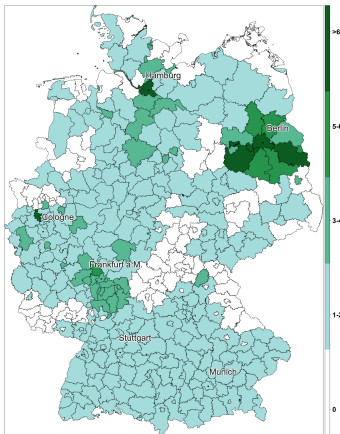 >6
Hamburg
5-6
Berlin
3-4
Cologne
Frankfurt a.M.
1-2
Stuttgart
Munich
0